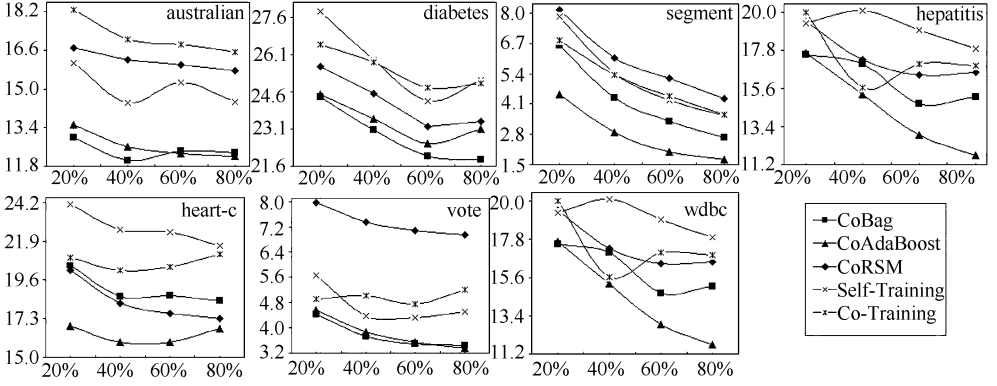 australian
18.2
16.6
15.0
13.4
11.8
20% 40% 60% 80%
diabetes
27.6
26.1
24.6
23.1
21.6
20% 40% 60% 80%
segment
8.0
6.7
5.4
4.1
2.8
1.5
20% 40% 60% 80%
hepatitis
20.0
17.8
15.6
13.4
11.2
20% 40% 60% 80%
heart-c
24.2
21.9
19.6
17.3
15.0
20% 40% 60% 80%
vote
8.0
7.2
6.4
5.6
4.8
4.0
3.2
20% 40% 60% 80%
wdbc
20.0
17.8
15.6
13.4
11.2
20% 40% 60% 80%
CoBag
CoAdaBoost
CoRSM
Self-Training
Co-Training